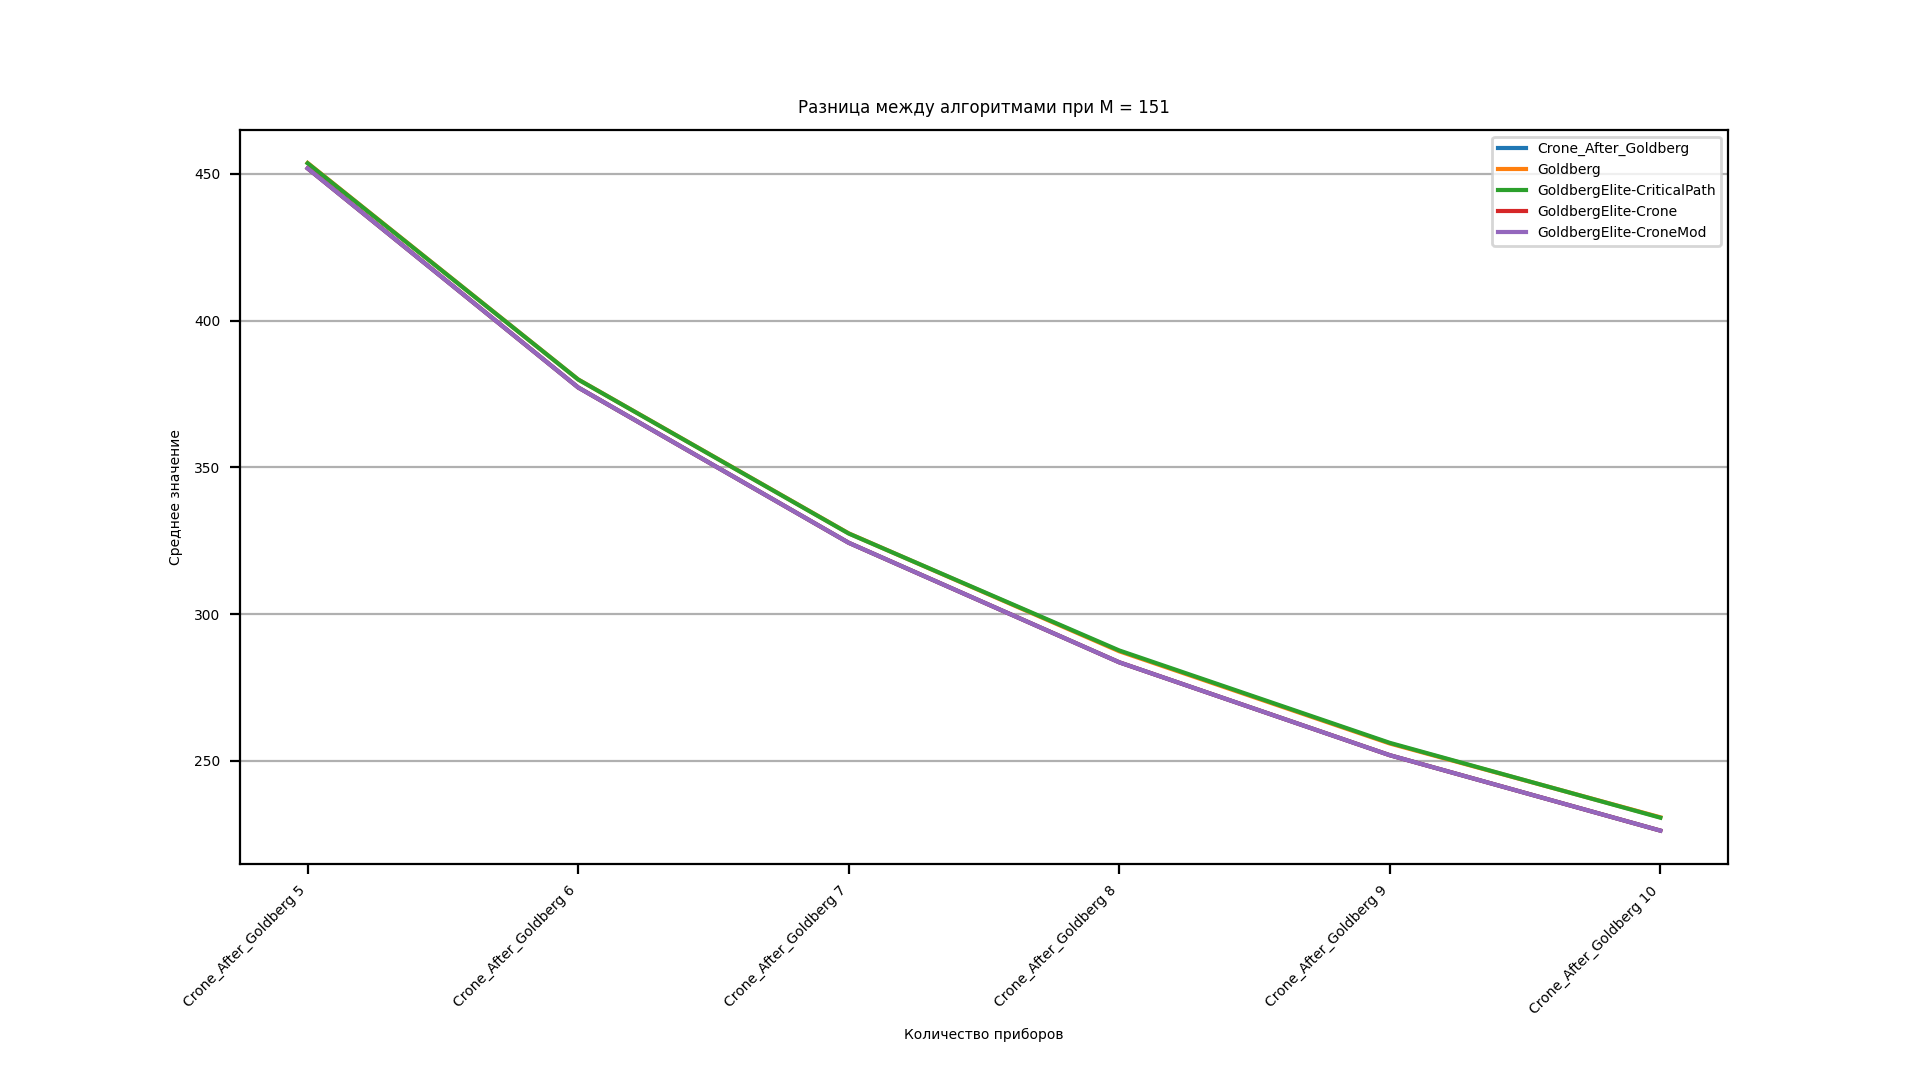 Разница между алгоритмами при M = 151
Crone_After_Goldberg
Goldberg
GoldbergElite-CriticalPath
GoldbergElite-Crone
GoldbergElite-CroneMod
Среднее значение
450
400
350
300
250
Crone_After_Goldberg 5
Crone_After_Goldberg 6
Crone_After_Goldberg 7
Crone_After_Goldberg 8
Crone_After_Goldberg 9
Crone_After_Goldberg 10
Количество приборов